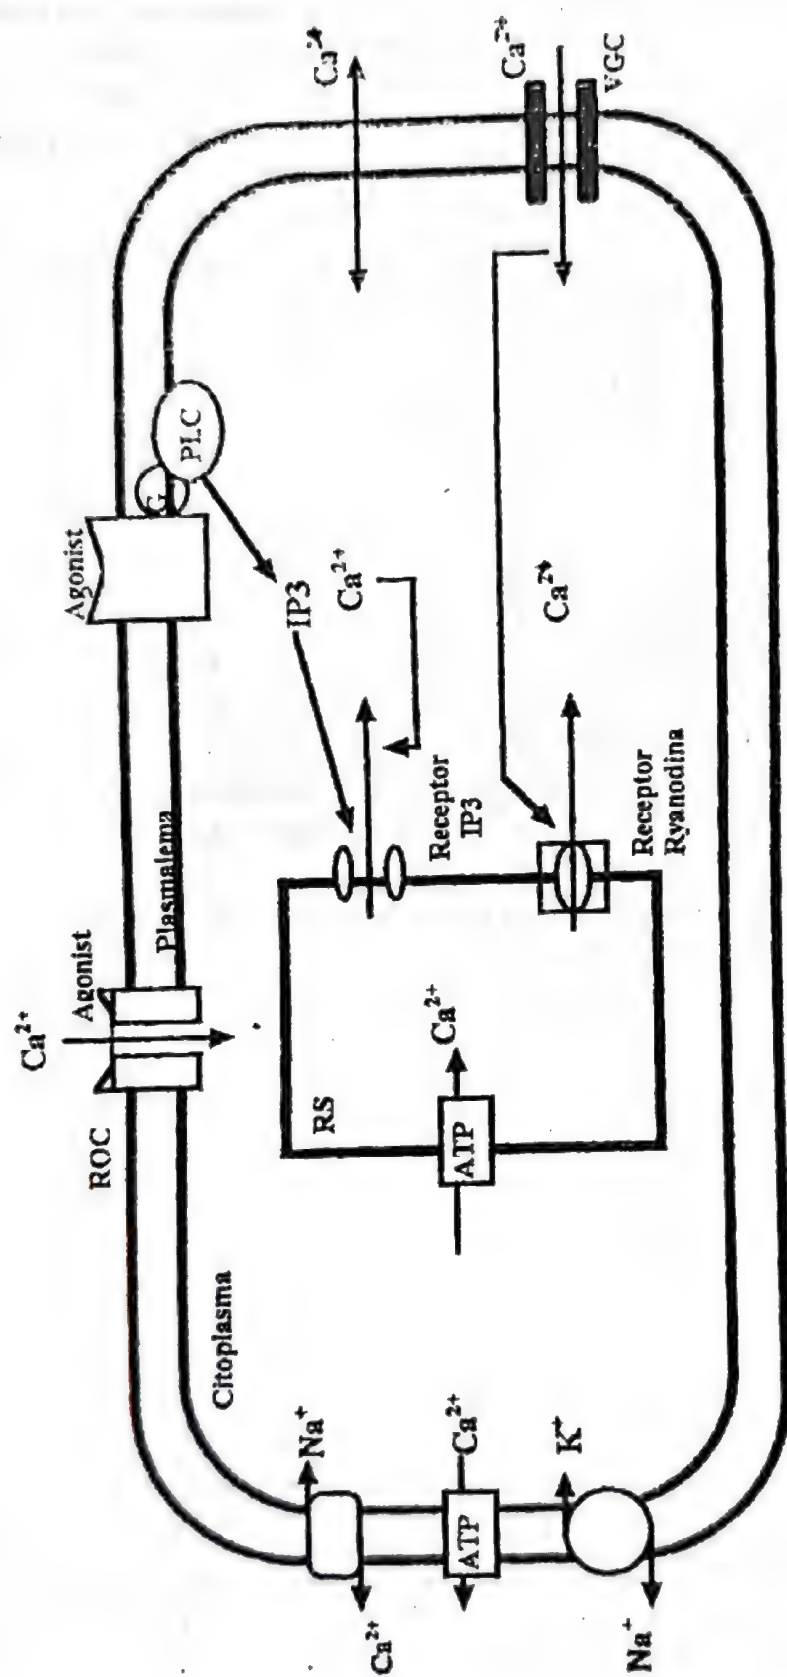 Ca²⁺
Agonist
ROC
Plasmalema
Agonist
G
PLC
Ca²⁺
Ca²⁺
VGC
Citoplasma
RS
IP3
Ca²⁺
Receptor
IP3
Ca²⁺
Receptor
Ryanodina
ATP
Ca²⁺
Na⁺
Ca²⁺
ATP
Ca²⁺
K⁺
Na⁺